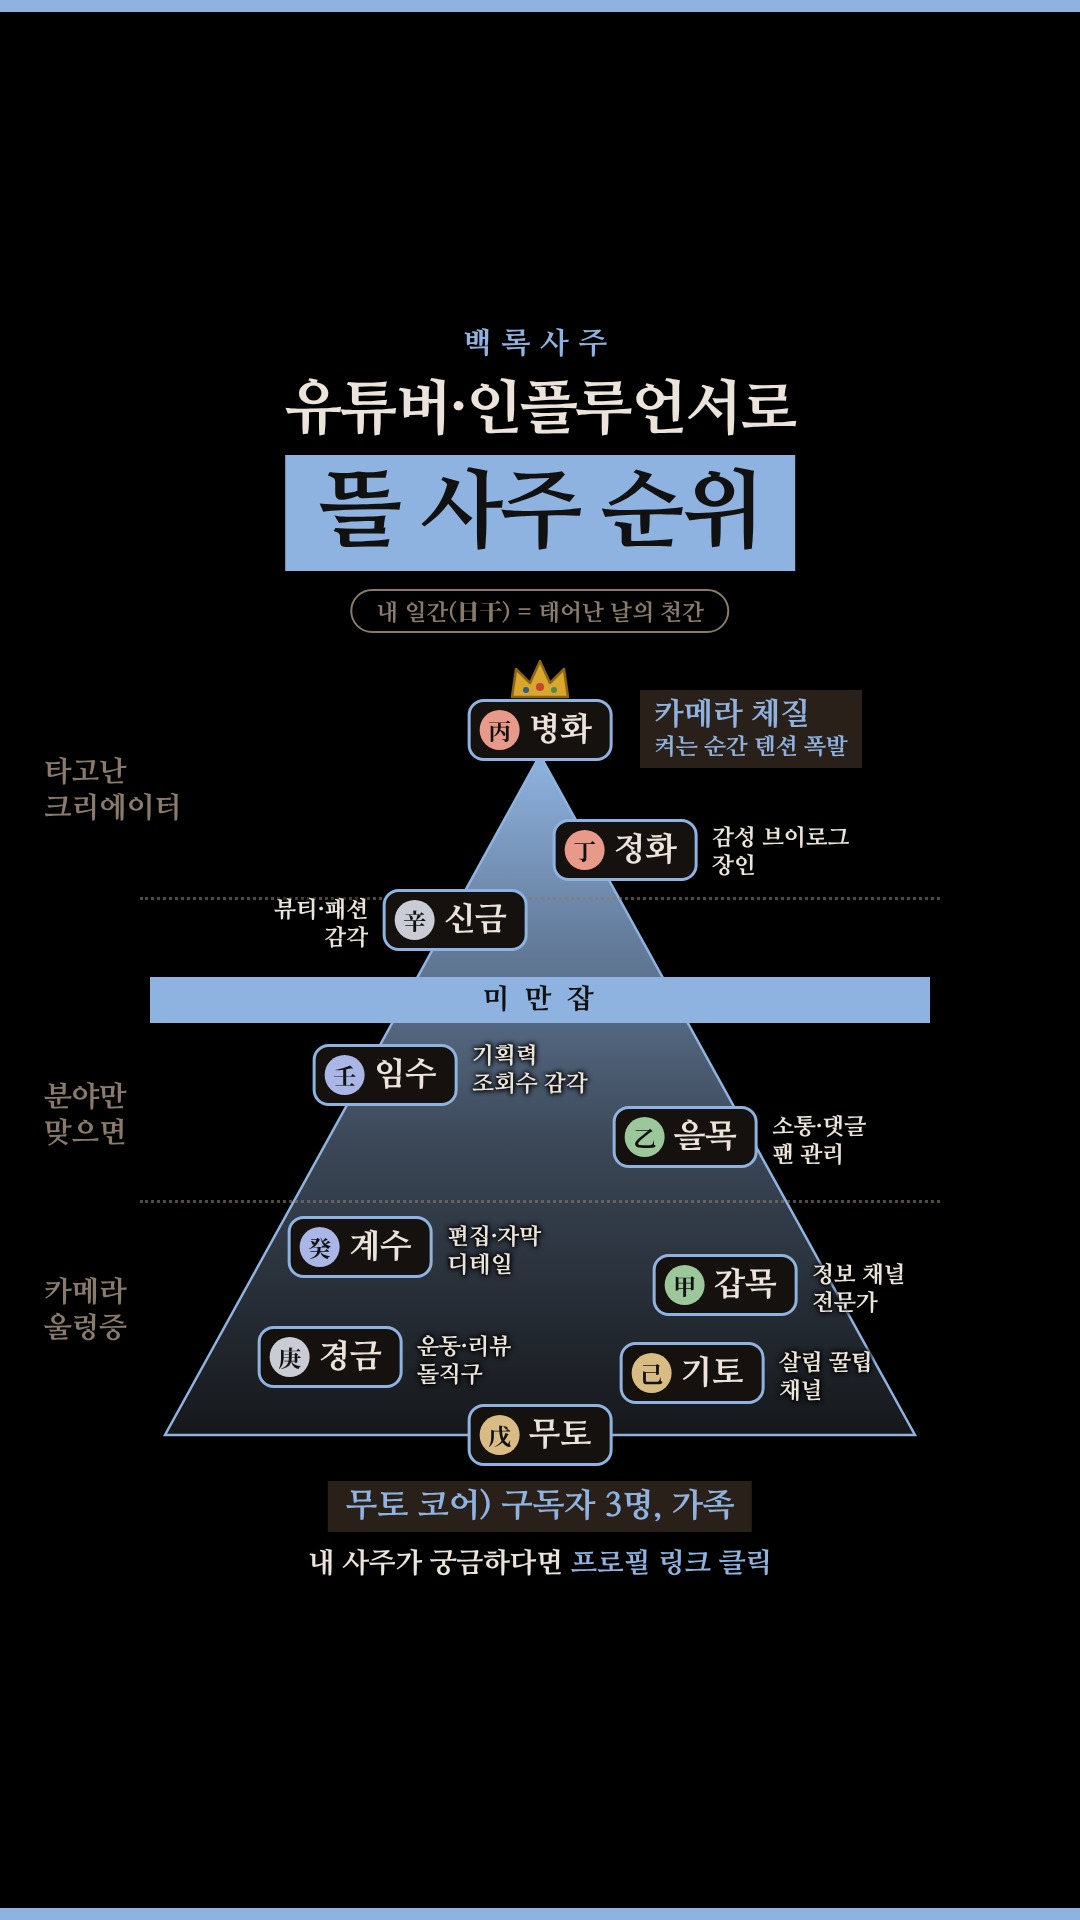 백록사주
유튜버·인플루언서로
뜰 사주 순위
내 일간(日干) = 태어난 날의 천간
丙 병화
카메라 체질
켜는 순간 텐션 폭발
타고난
크리에이터
丁 정화
감성 브이로그
장인
뷰티·패션
감각
辛 신금
미만잡
壬 임수
기획력
조회수 감각
분야만
맞으면
乙 을목
소통·댓글
팬 관리
癸 계수
편집·자막
디테일
甲 갑목
정보 채널
전문가
카메라
울렁증
庚 경금
운동·리뷰
돌직구
己 기토
살림 꿀팁
채널
戊 무토
무토 코어) 구독자 3명, 가족
내 사주가 궁금하다면 프로필 링크 클릭